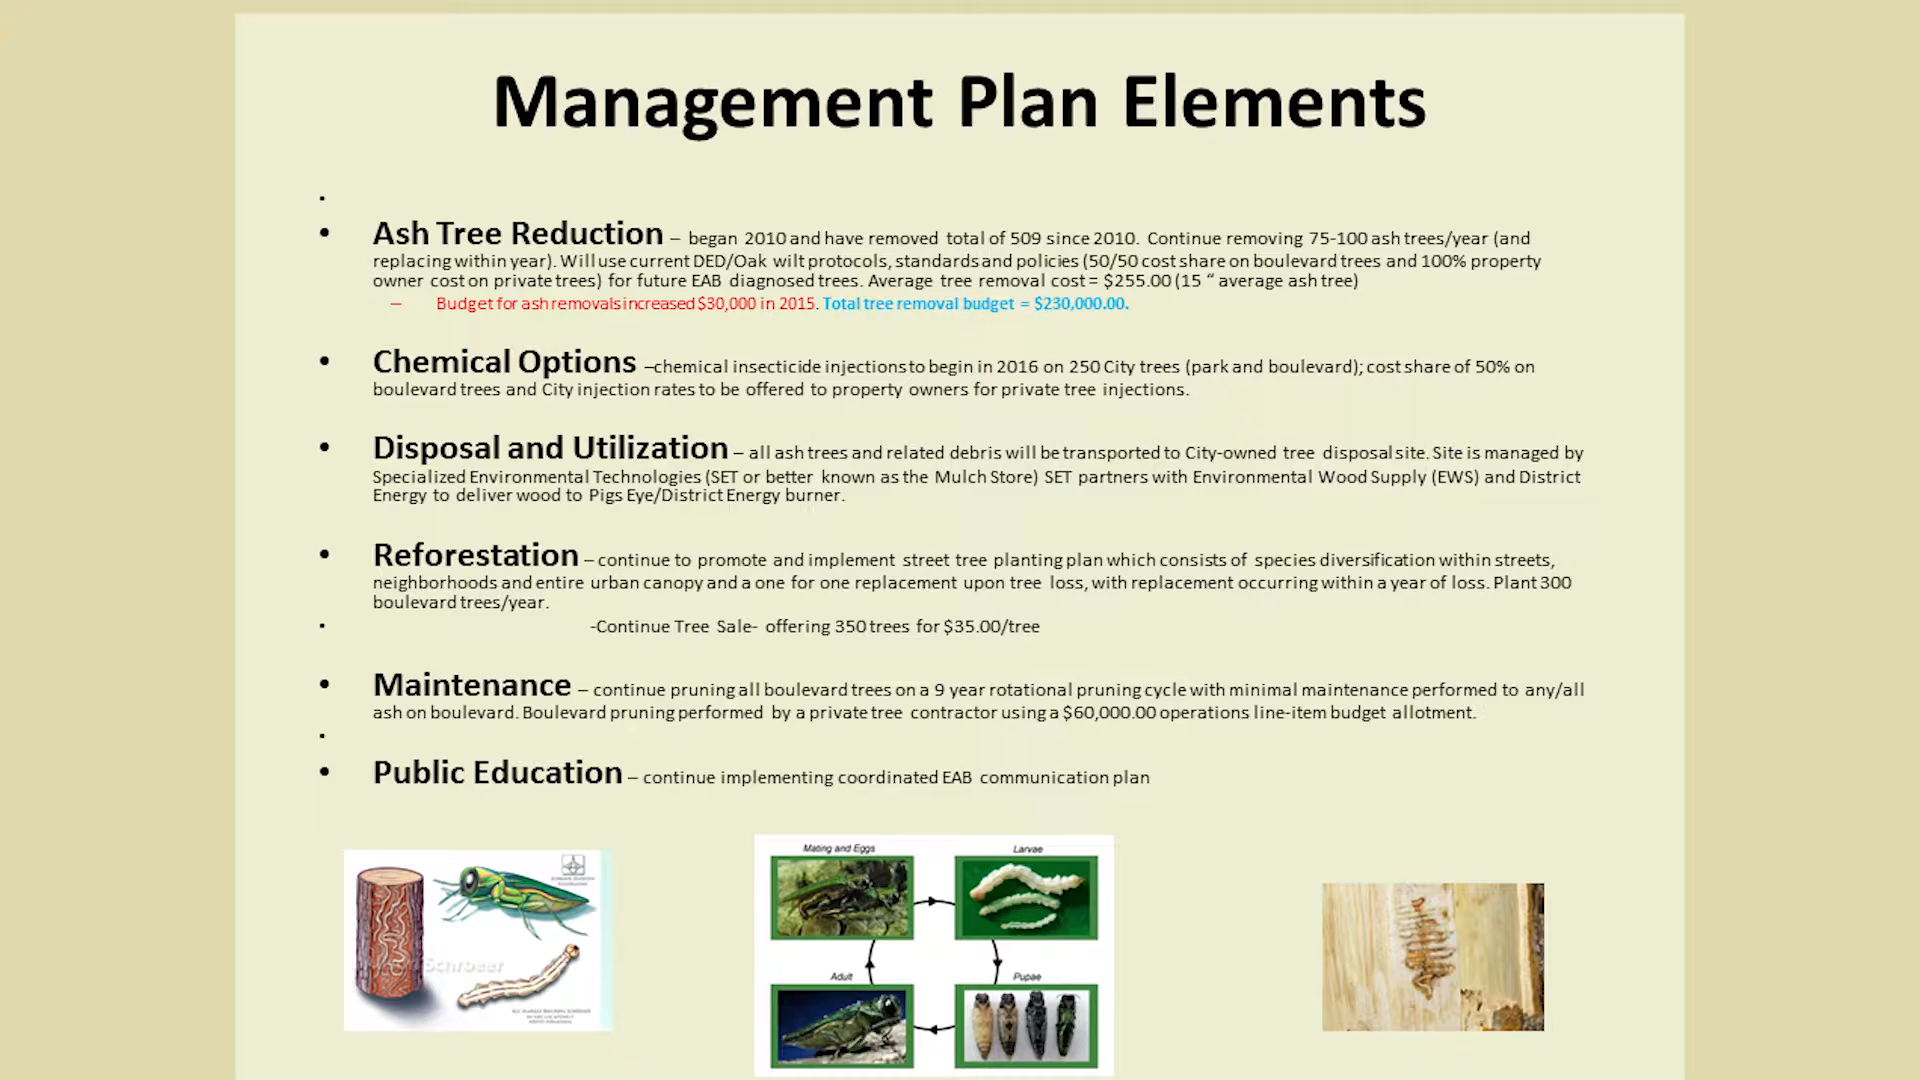 Management Plan Elements
• Ash Tree Reduction – began 2010 and have removed total of 509 since 2010. Continue removing 75-100 ash trees/year (and
replacing within year). Will use current DED/Oak wilt protocols, standards and policies (50/50 cost share on boulevard trees and 100% property
owner cost on private trees) for future EAB diagnosed trees. Average tree removal cost = $255.00 (15 “ average ash tree)
– Budget for ash removals increased $30,000 in 2015. Total tree removal budget = $230,000.00.
• Chemical Options –chemical insecticide injections to begin in 2016 on 250 City trees (park and boulevard); cost share of 50% on
boulevard trees and City injection rates to be offered to property owners for private tree injections.
• Disposal and Utilization – all ash trees and related debris will be transported to City-owned tree disposal site. Site is managed by
Specialized Environmental Technologies (SET or better known as the Mulch Store) SET partners with Environmental Wood Supply (EWS) and District
Energy to deliver wood to Pigs Eye/District Energy burner.
• Reforestation – continue to promote and implement street tree planting plan which consists of species diversification within streets,
neighborhoods and entire urban canopy and a one for one replacement upon tree loss, with replacement occurring within a year of loss. Plant 300
boulevard trees/year.
• -Continue Tree Sale- offering 350 trees for $35.00/tree
• Maintenance – continue pruning all boulevard trees on a 9 year rotational pruning cycle with minimal maintenance performed to any/all
ash on boulevard. Boulevard pruning performed by a private tree contractor using a $60,000.00 operations line-item budget allotment.
• Public Education – continue implementing coordinated EAB communication plan
Mating and Eggs
Larvae
Adult
Pupae
Schroeer